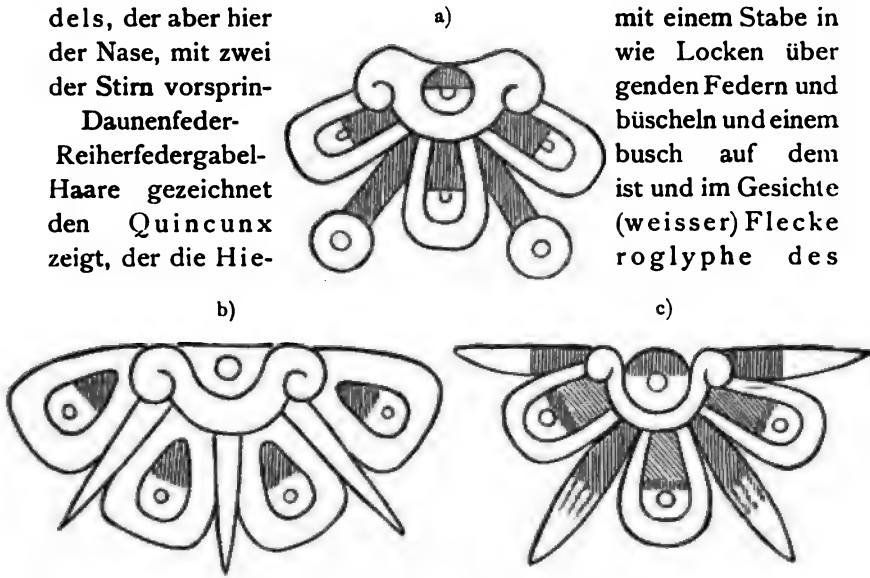 dels, der aber hier mit einem Stabe in
der Nase, mit zwei wie Locken über
der Stirn vorsprin- genden Federn und
Daunenfeder- büscheln und einem
Reiherfedergabel- busch auf dem
Haare gezeichnet ist und im Gesichte
den Quincunx (weisser) Flecke
zeigt, der die Hie- roglyphe des
a)
b)
c)